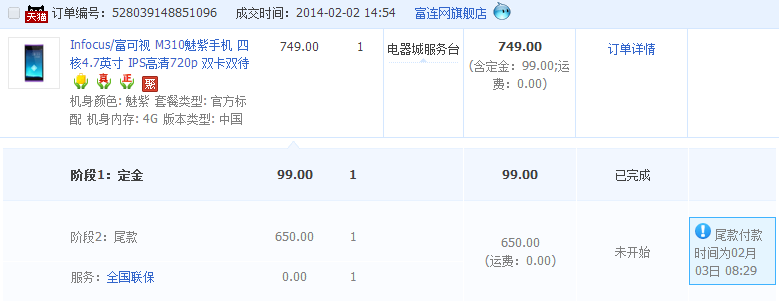 天猫 订单编号：528039148851096 成交时间：2014-02-02 14:54 富连网旗舰店
Infocus/富可视 M310魅紫手机 四 749.00 1 电器城服务台 749.00 订单详情
核4.7英寸 IPS高清720p 双卡双待 (含定金：99.00;运
真 正 聚 费：0.00)
机身颜色: 魅紫 套餐类型: 官方标
配 机身内存: 4G 版本类型: 中国
阶段1：定金 99.00 1 99.00 已完成
阶段2：尾款 650.00 1 650.00 未开始
(运费：0.00)
服务：全国联保 0.00 1
尾款付款
时间为02月
03日 08:29